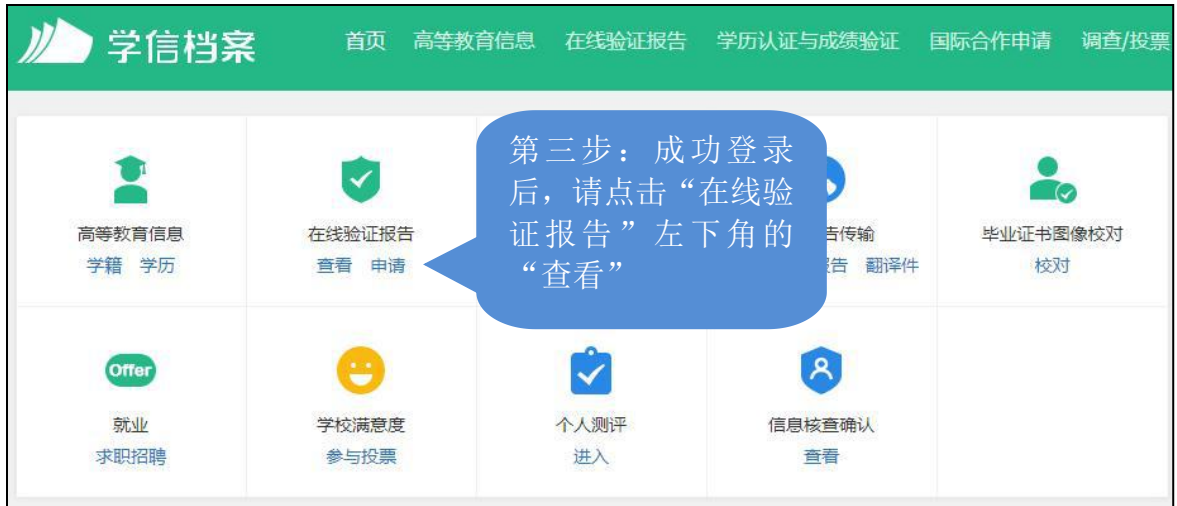 学信档案
首页 高等教育信息 在线验证报告 学历认证与成绩验证 国际合作申请 调查/投票
第三步：成功登录
后，请点击“在线验
证报告”左下角的
“查看”
高等教育信息
学籍 学历
在线验证报告
查看 申请
告传输
告 翻译件
毕业证书图像校对
校对
Offer
就业
求职招聘
学校满意度
参与投票
个人测评
进入
信息核查确认
查看